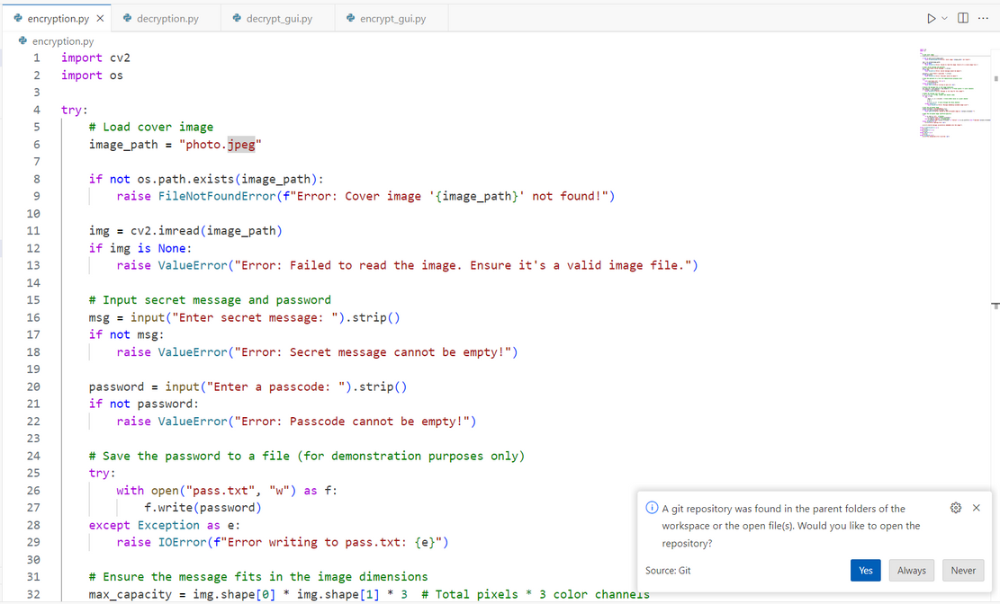 encryption.py
decryption.py
decrypt_gui.py
encrypt_gui.py
encryption.py
1 import cv2
2 import os
3
4 try:
5 # Load cover image
6 image_path = "photo.jpeg"
7
8 if not os.path.exists(image_path):
9 raise FileNotFoundError(f"Error: Cover image '{image_path}' not found!")
10
11 img = cv2.imread(image_path)
12 if img is None:
13 raise ValueError("Error: Failed to read the image. Ensure it's a valid image file.")
14
15 # Input secret message and password
16 msg = input("Enter secret message: ").strip()
17 if not msg:
18 raise ValueError("Error: Secret message cannot be empty!")
19
20 password = input("Enter a passcode: ").strip()
21 if not password:
22 raise ValueError("Error: Passcode cannot be empty!")
23
24 # Save the password to a file (for demonstration purposes only)
25 try:
26 with open("pass.txt", "w") as f:
27 f.write(password)
28 except Exception as e:
29 raise IOError(f"Error writing to pass.txt: {e}")
30
31 # Ensure the message fits in the image dimensions
32 max_capacity = img.shape[0] * img.shape[1] * 3 # Total pixels * 3 color channels
A git repository was found in the parent folders of the
workspace or the open file(s). Would you like to open the
repository?
Source: Git
Yes
Always
Never